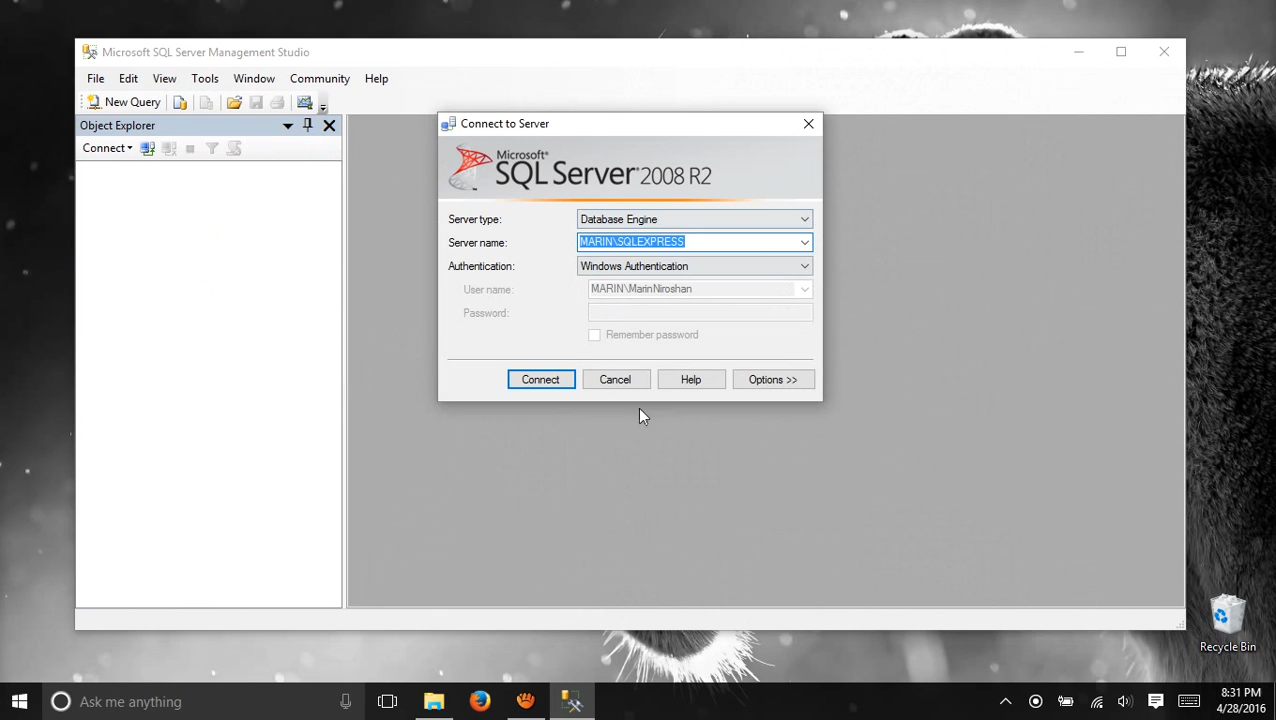 Microsoft SQL Server Management Studio
File Edit View Tools Window Community Help
New Query
Object Explorer
Connect
Connect to Server
Microsoft®
SQL Server® 2008 R2
Server type: Database Engine
Server name: MARIN\SQLEXPRESS
Authentication: Windows Authentication
User name: MARIN\MarinNiroshan
Password:
Remember password
Connect Cancel Help Options >>
Recycle Bin
Ask me anything
8:31 PM
4/28/2016